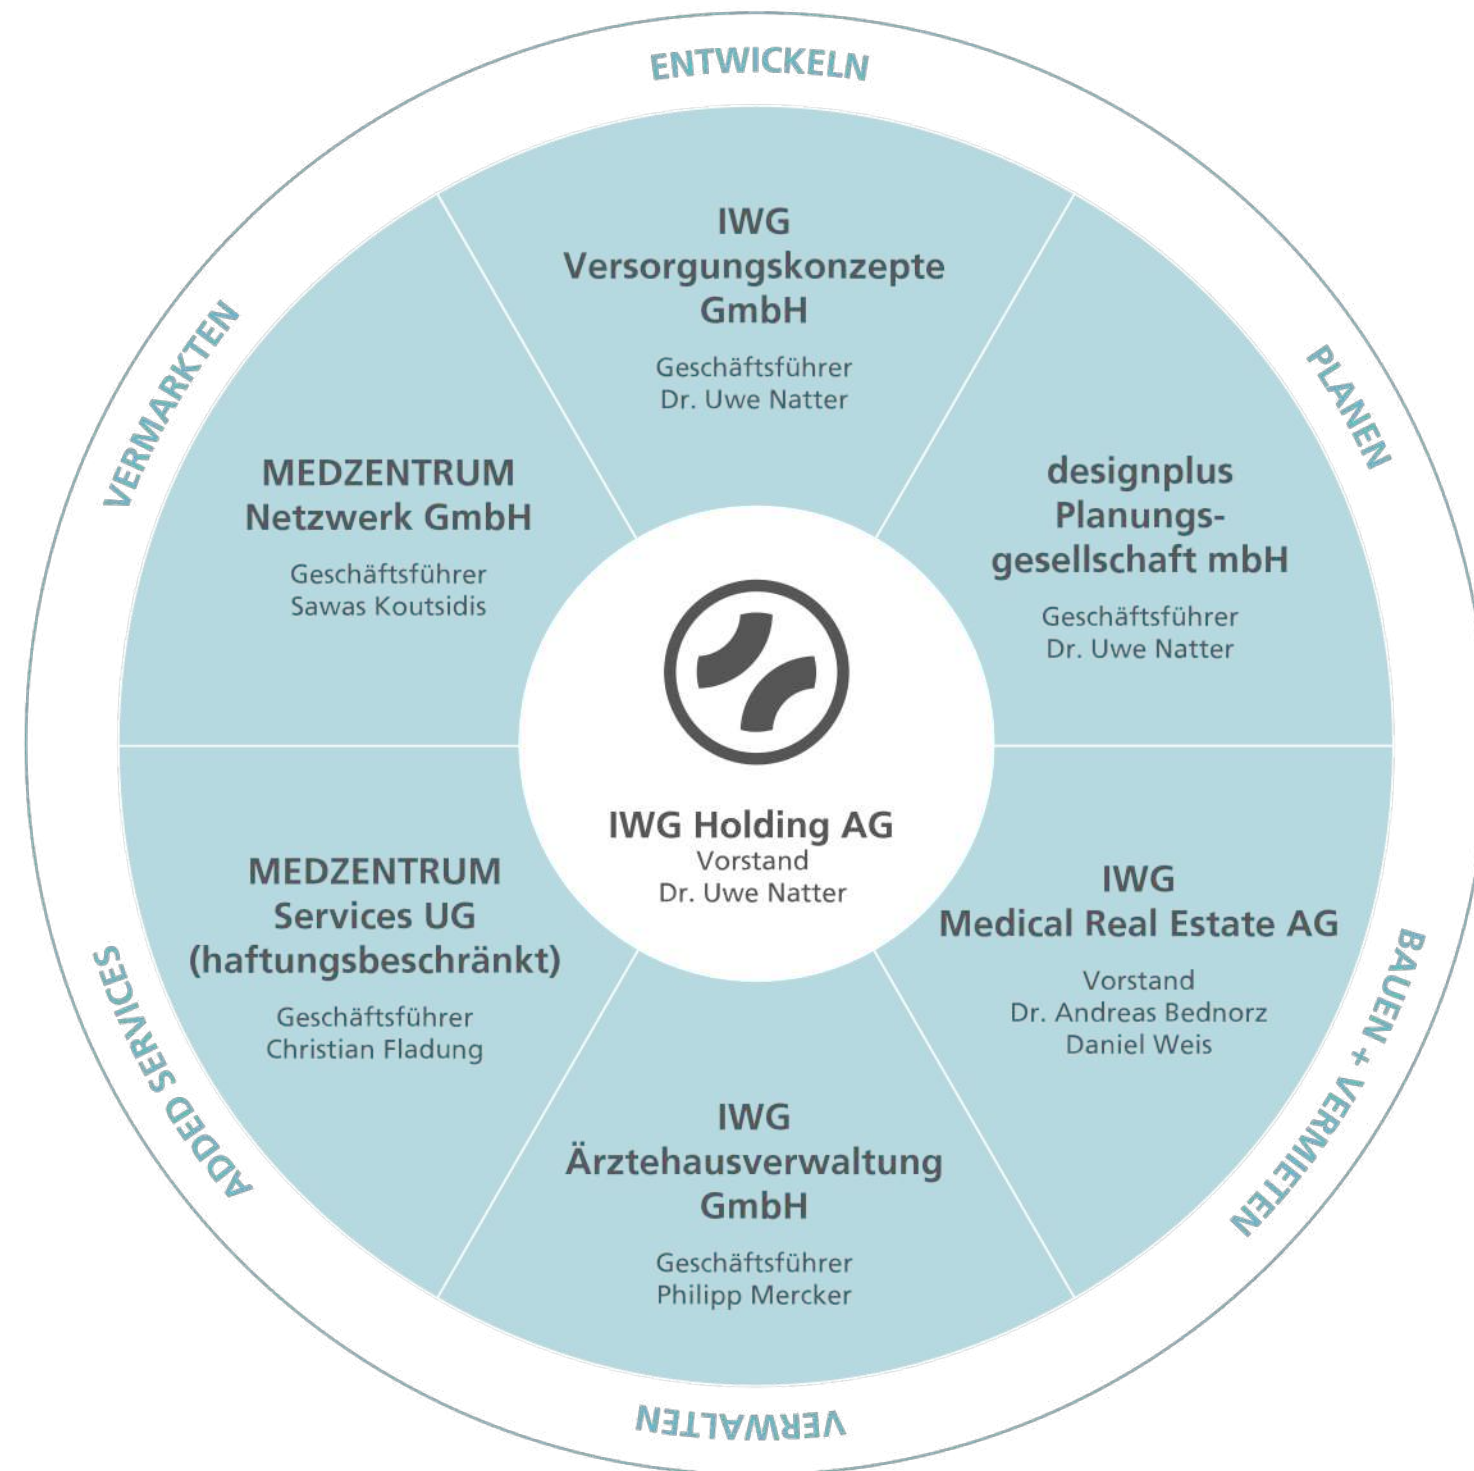 ENTWICKELN
IWG
Versorgungskonzepte
GmbH
Geschäftsführer
Dr. Uwe Natter
PLANEN
designplus
Planungs-
gesellschaft mbH
Geschäftsführer
Dr. Uwe Natter
BAUEN + VERMIETEN
IWG
Medical Real Estate AG
Vorstand
Dr. Andreas Bednorz
Daniel Weis
VERWALTEN
IWG
Ärztehausverwaltung
GmbH
Geschäftsführer
Philipp Mercker
ADDED SERVICES
MEDZENTRUM
Services UG
(haftungsbeschränkt)
Geschäftsführer
Christian Fladung
VERMARKTEN
MEDZENTRUM
Netzwerk GmbH
Geschäftsführer
Sawas Koutsidis
IWG Holding AG
Vorstand
Dr. Uwe Natter